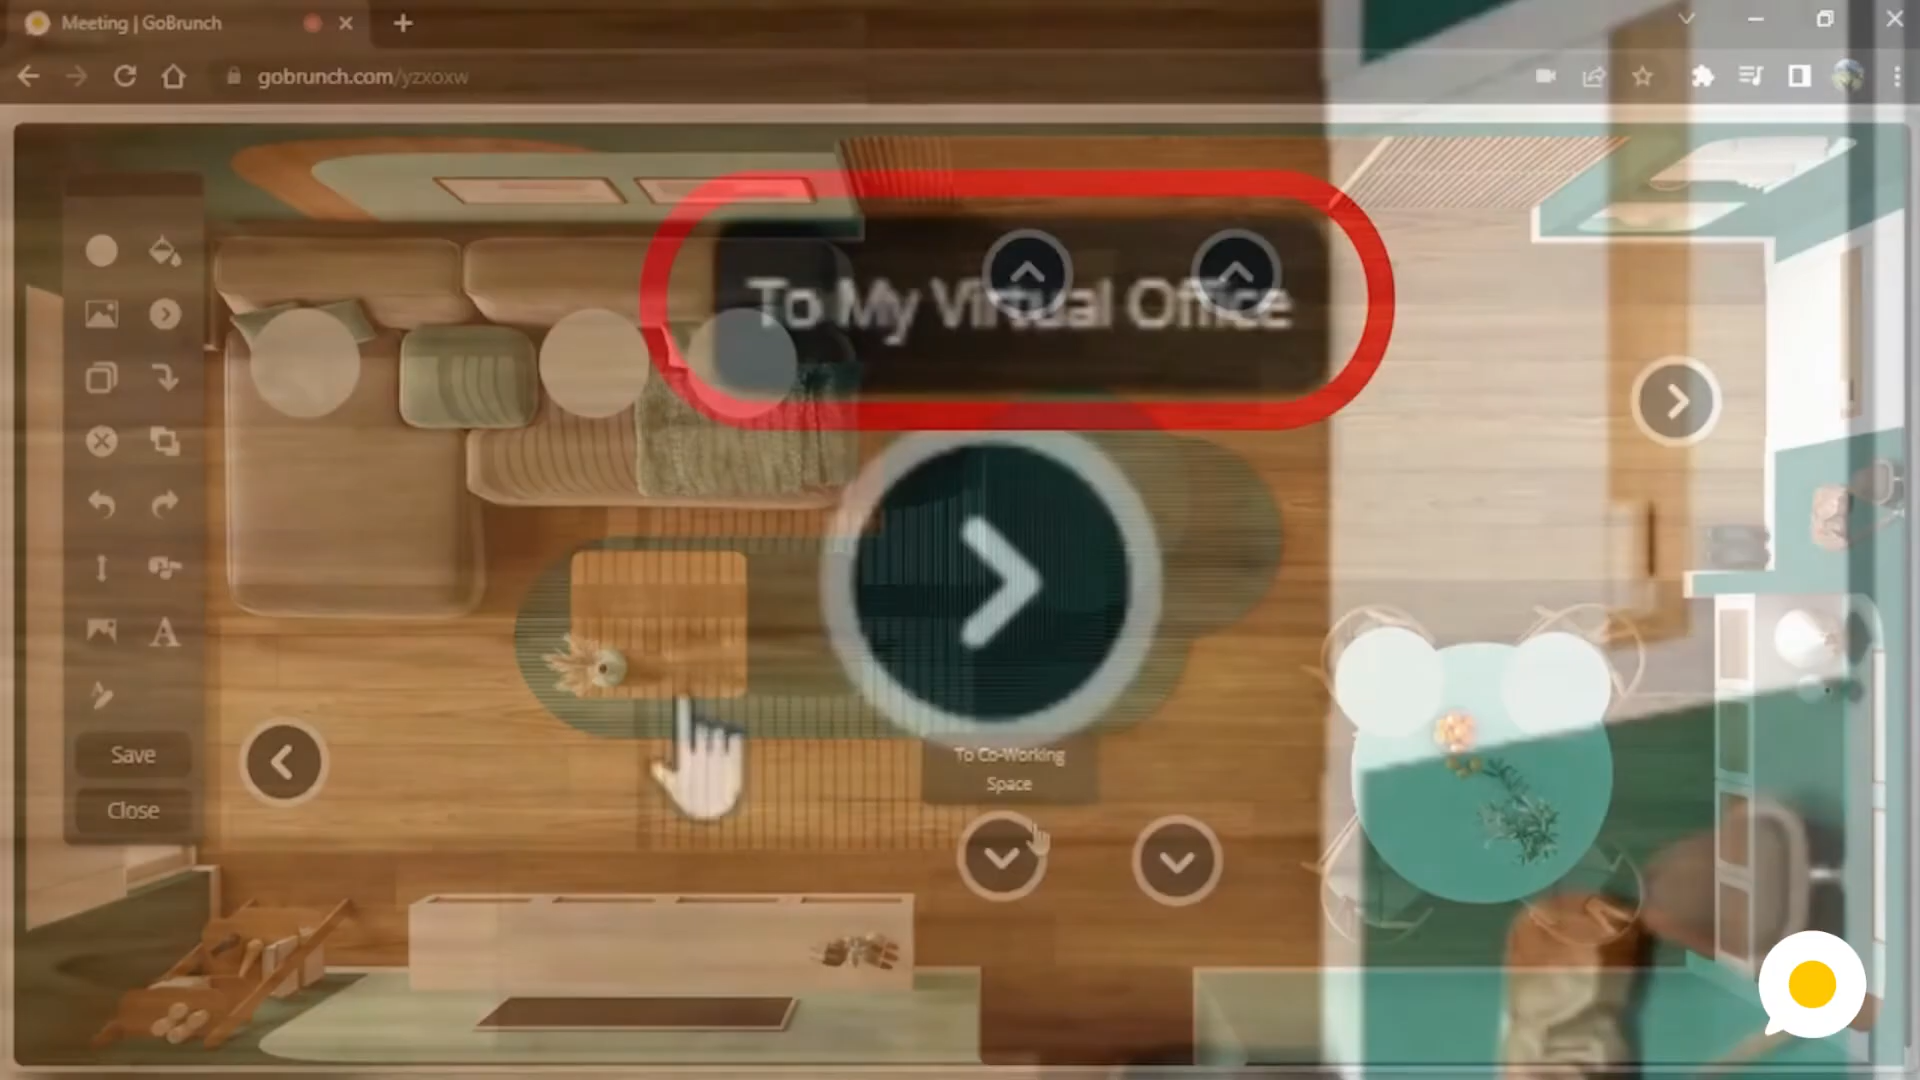 Meeting | GoBrunch
gobrunch.com/yzxoxw
To My Virtual Office
A
To Co-Working
Space
Save
Close